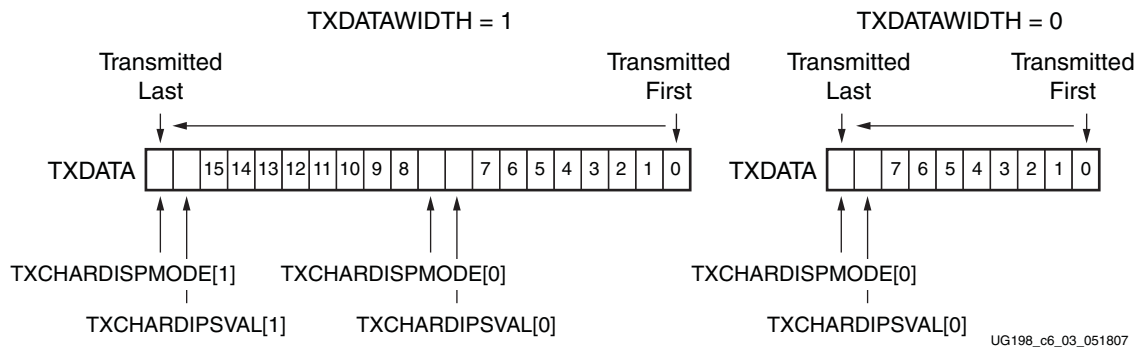 TXDATAWIDTH = 1
TXDATAWIDTH = 0
Transmitted
Last
Transmitted
First
Transmitted
Last
Transmitted
First
TXDATA 15 14 13 12 11 10 9 8 7 6 5 4 3 2 1 0
TXDATA 7 6 5 4 3 2 1 0
TXCHARDISPMODE[1]
TXCHARDISPMODE[0]
TXCHARDISPMODE[0]
TXCHARDIPSVAL[1]
TXCHARDIPSVAL[0]
TXCHARDIPSVAL[0]
UG198_c6_03_051807